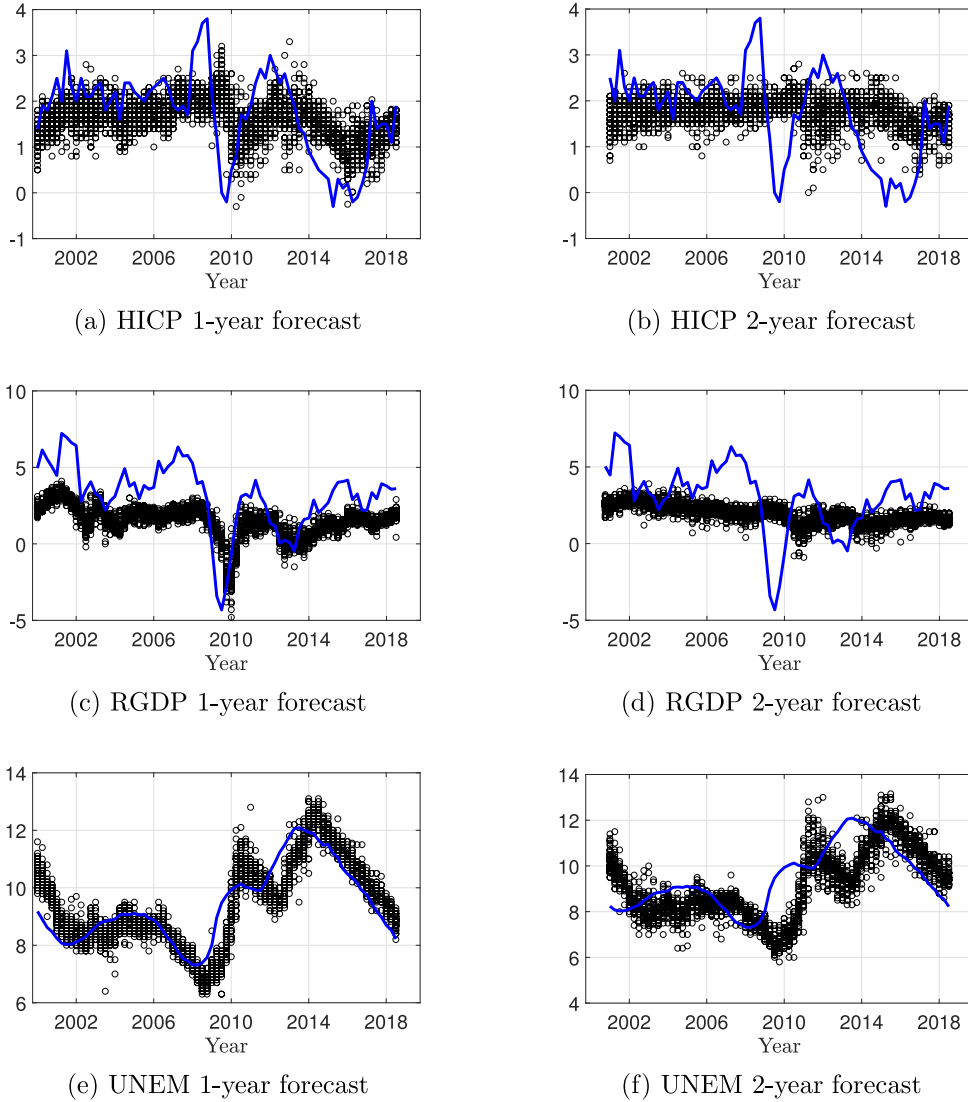 4
3
2
1
0
-1
2002 2006 2010 2014 2018
Year
(a) HICP 1-year forecast
4
3
2
1
0
-1
2002 2006 2010 2014 2018
Year
(b) HICP 2-year forecast
10
5
0
-5
2002 2006 2010 2014 2018
Year
(c) RGDP 1-year forecast
10
5
0
-5
2002 2006 2010 2014 2018
Year
(d) RGDP 2-year forecast
14
12
10
8
6
2002 2006 2010 2014 2018
Year
(e) UNEM 1-year forecast
14
12
10
8
6
4
2002 2006 2010 2014 2018
Year
(f) UNEM 2-year forecast